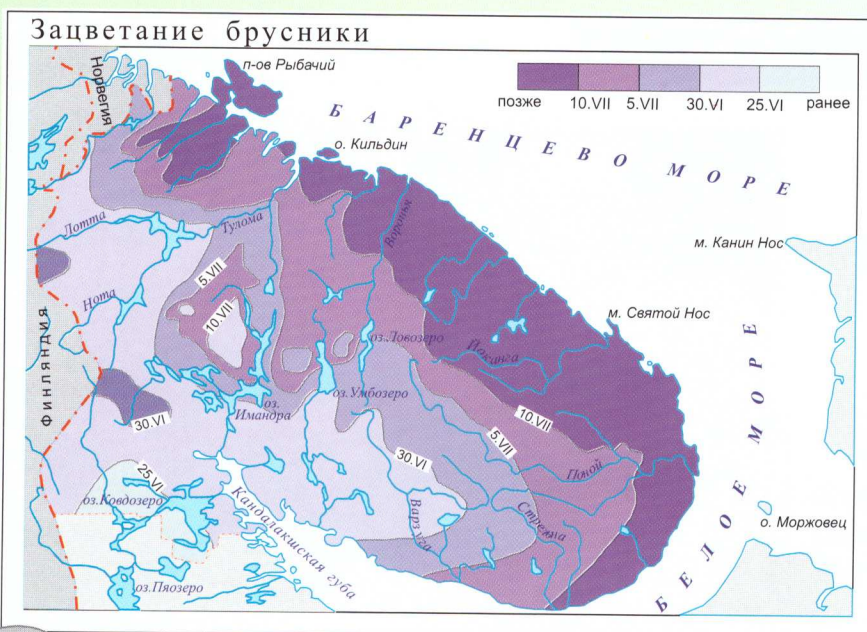 Зацветание брусники
позже 10.VII 5.VII 30.VI 25.VI ранее
п-ов Рыбачий
Норвегия
БАРЕНЦЕВО МОРЕ
о. Кильдин
Лотта
Тулома
Воронья
м. Канин Нос
5.VII
Нота
10.VII
м. Святой Нос
Финляндия
оз.Ловозеро
Йоканга
оз.Умбозеро
оз.
Имандра
30.VI
10.VII
5.VII
30.VI
25.VI
Поной
оз.Ковдозеро
Кандалакшская губа
Варзуга
Стрельна
БЕЛОЕ МОРЕ
о. Моржовец
оз.Пяозеро